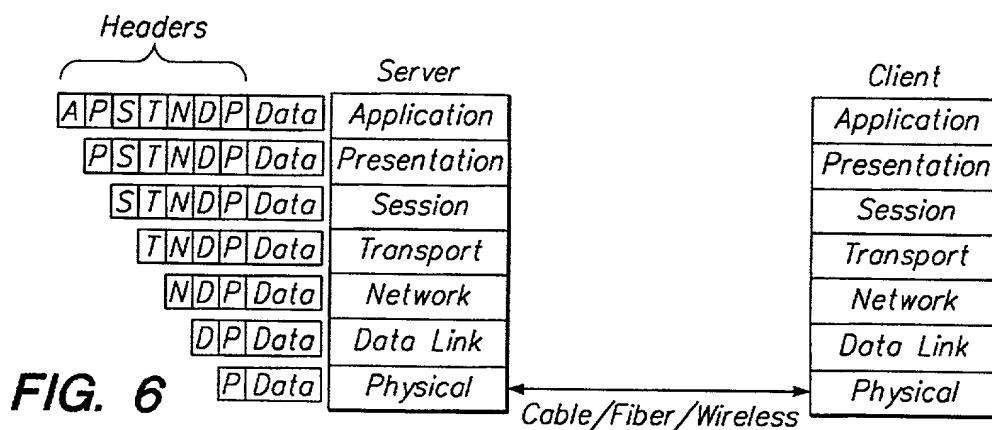 Headers
Server
Client
A P S T N D P Data Application
Application
P S T N D P Data Presentation
Presentation
S T N D P Data Session
Session
T N D P Data Transport
Transport
N D P Data Network
Network
D P Data Data Link
Data Link
P Data Physical
Physical
Cable/Fiber/Wireless
FIG. 6